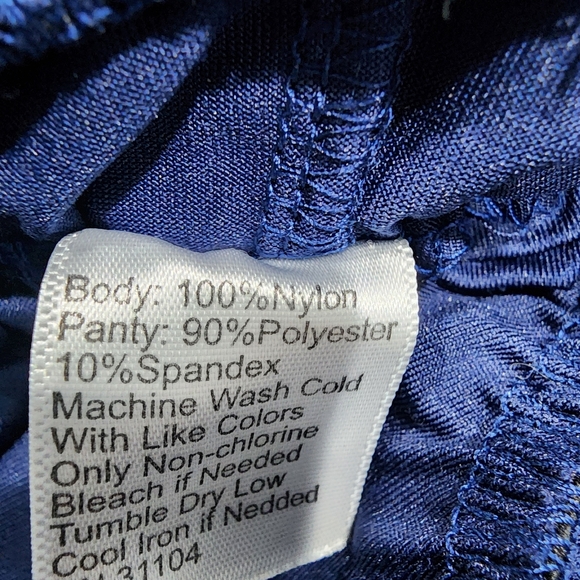 Body: 100%Nylon
Panty: 90%Polyester
10%Spandex
Machine Wash Cold
With Like Colors
Only Non-chlorine
Bleach if Needed
Tumble Dry Low
Cool Iron if Nedded
31104